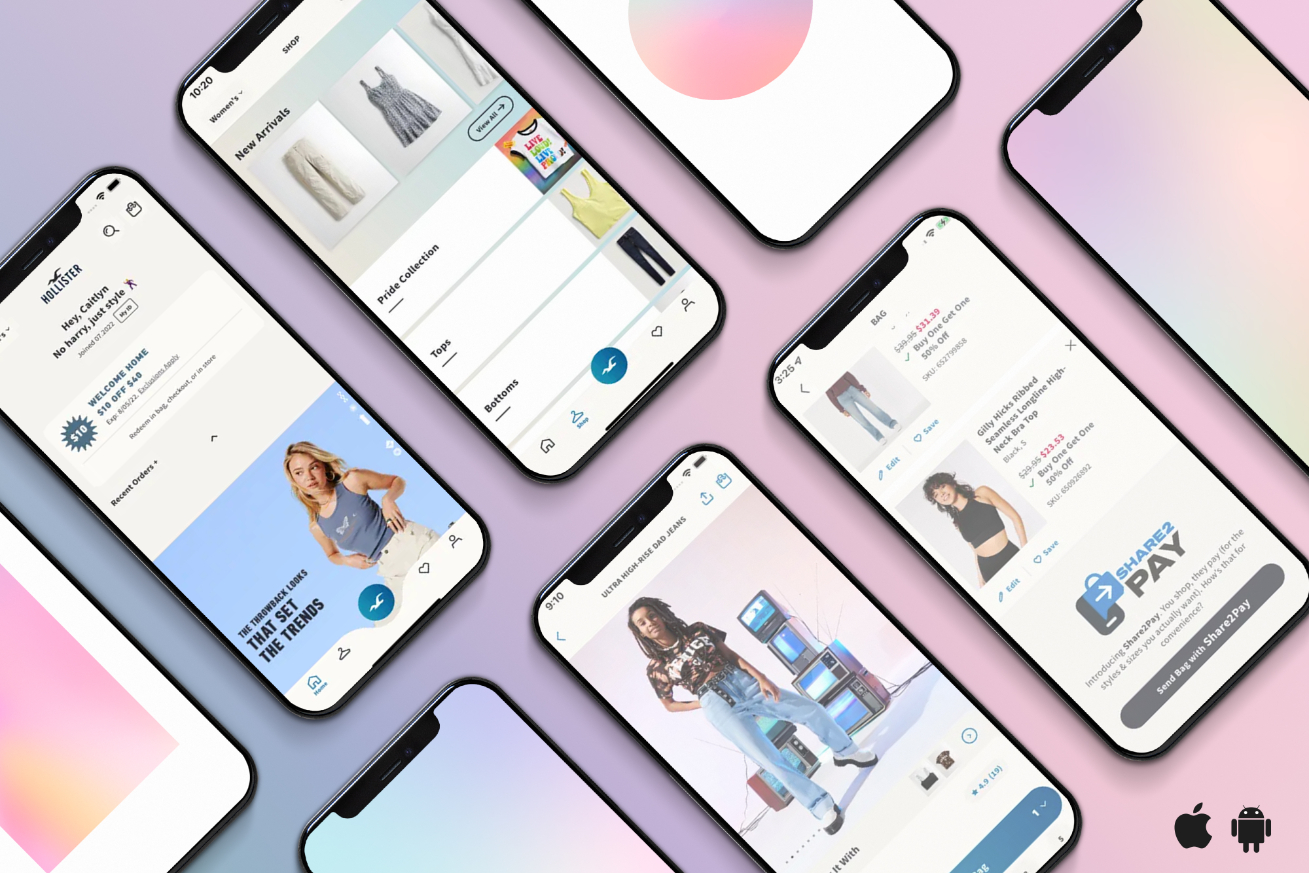 HOLLISTER
Hey, Caitlyn
No harry, just style
Joined 07.2022
My ID
WELCOME HOME
$10 OFF $40
Exp: 8/05/22. Exclusions Apply
Redeem in bag, checkout, or in store
$10
Recent Orders +
THE THROWBACK LOOKS
THAT SET
THE TRENDS
Home
10:20
SHOP
Women's
New Arrivals
View All →
LIVE
LOUD!
LIVE
Pride Collection
Tops
Bottoms
Shop
9:10
ULTRA HIGH-RISE DAD JEANS
★ 4.9 (19)
1
It With
3:25
BAG
$39.95 $31.39
✓ Buy One Get One
50% Off
SKU: 652799858
Edit
Save
Gilly Hicks Ribbed
Seamless Longline High-
Neck Bra Top
Black, S
$29.95 $23.53
✓ Buy One Get One
50% Off
SKU: 650926892
Edit
Save
SHARE2
PAY
Introducing Share2Pay. You shop, they pay (for the
styles & sizes you actually want). How's that for
convenience?
Send Bag with Share2Pay